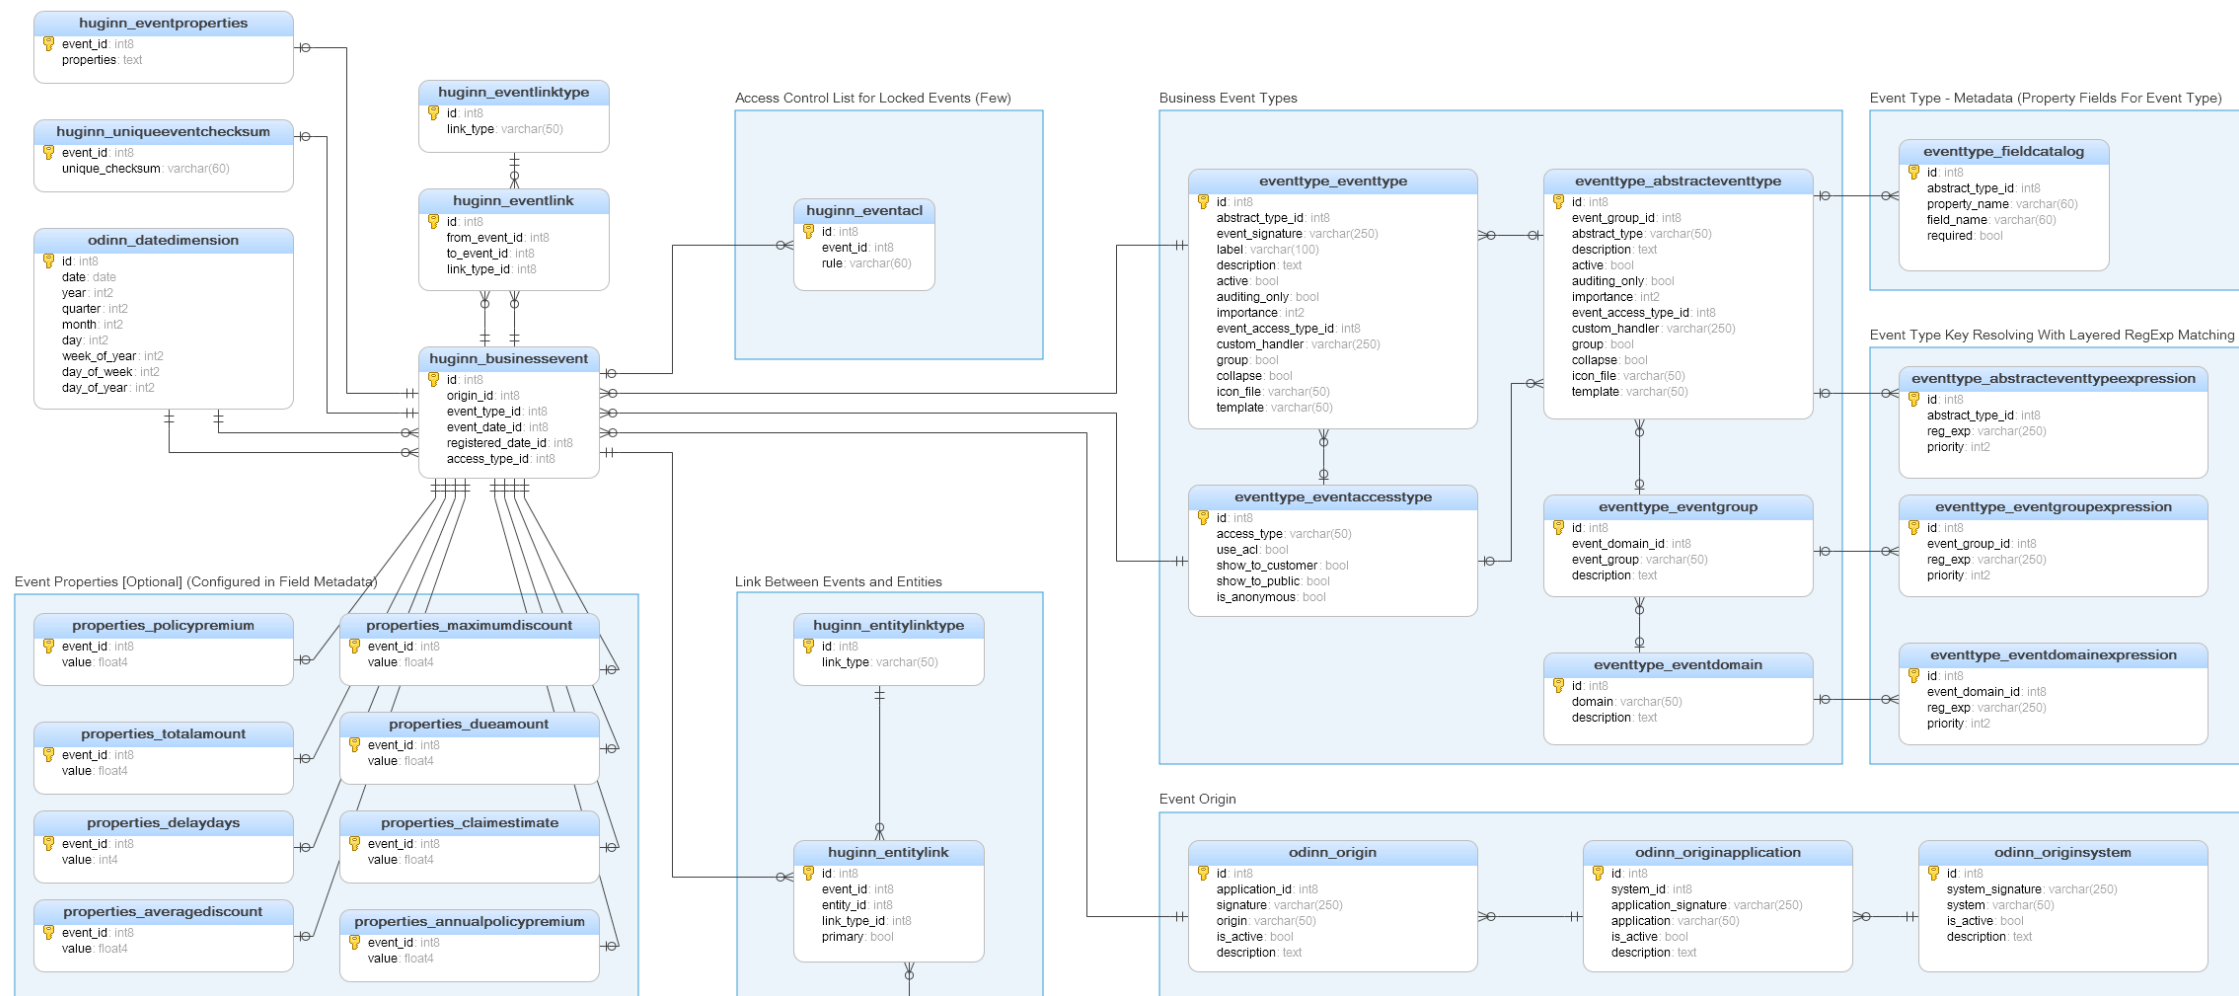 huginn_eventproperties
event_id: int8
properties: text
huginn_uniqueeventchecksum
event_id: int8
unique_checksum: varchar(60)
odinn_datedimension
id: int8
date: date
year: int2
quarter: int2
month: int2
day: int2
week_of_year: int2
day_of_week: int2
day_of_year: int2
huginn_eventlinktype
id: int8
link_type: varchar(50)
huginn_eventlink
id: int8
from_event_id: int8
to_event_id: int8
link_type_id: int8
huginn_businessevent
id: int8
origin_id: int8
event_type_id: int8
event_date_id: int8
registered_date_id: int8
access_type_id: int8
Access Control List for Locked Events (Few)
huginn_eventacl
id: int8
event_id: int8
rule: varchar(60)
Business Event Types
eventtype_eventtype
id: int8
abstract_type_id: int8
event_signature: varchar(250)
label: varchar(100)
description: text
active: bool
auditing_only: bool
importance: int2
event_access_type_id: int8
custom_handler: varchar(250)
group: bool
collapse: bool
icon_file: varchar(50)
template: varchar(50)
eventtype_abstracteventtype
id: int8
event_group_id: int8
abstract_type: varchar(50)
description: text
active: bool
auditing_only: bool
importance: int2
event_access_type_id: int8
custom_handler: varchar(250)
group: bool
collapse: bool
icon_file: varchar(50)
template: varchar(50)
eventtype_eventaccesstype
id: int8
access_type: varchar(50)
use_acl: bool
show_to_customer: bool
show_to_public: bool
is_anonymous: bool
eventtype_eventgroup
id: int8
event_domain_id: int8
event_group: varchar(50)
description: text
eventtype_eventdomain
id: int8
domain: varchar(50)
description: text
Event Type - Metadata (Property Fields For Event Type)
eventtype_fieldcatalog
id: int8
abstract_type_id: int8
property_name: varchar(60)
field_name: varchar(60)
required: bool
Event Type Key Resolving With Layered RegExp Matching
eventtype_abstracteventtypeexpression
id: int8
abstract_type_id: int8
reg_exp: varchar(250)
priority: int2
eventtype_eventgroupexpression
id: int8
event_group_id: int8
reg_exp: varchar(250)
priority: int2
eventtype_eventdomainexpression
id: int8
event_domain_id: int8
reg_exp: varchar(250)
priority: int2
Event Properties [Optional] (Configured in Field Metadata)
properties_policypremium
event_id: int8
value: float4
properties_maximumdiscount
event_id: int8
value: float4
properties_totalamount
event_id: int8
value: float4
properties_dueamount
event_id: int8
value: float4
properties_delaydays
event_id: int8
value: int4
properties_claimestimate
event_id: int8
value: float4
properties_averagediscount
event_id: int8
value: float4
properties_annualpolicypremium
event_id: int8
value: float4
Link Between Events and Entities
huginn_entitylinktype
id: int8
link_type: varchar(50)
huginn_entitylink
id: int8
event_id: int8
entity_id: int8
link_type_id: int8
primary: bool
Event Origin
odinn_origin
id: int8
application_id: int8
signature: varchar(250)
origin: varchar(50)
is_active: bool
description: text
odinn_originapplication
id: int8
system_id: int8
application_signature: varchar(250)
application: varchar(50)
is_active: bool
description: text
odinn_originsystem
id: int8
system_signature: varchar(250)
system: varchar(50)
is_active: bool
description: text